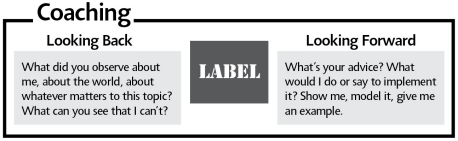 Coaching
Looking Back
What did you observe about
me, about the world, about
whatever matters to this topic?
What can you see that I can't?
LABEL
Looking Forward
What's your advice? What
would I do or say to implement
it? Show me, model it, give me
an example.